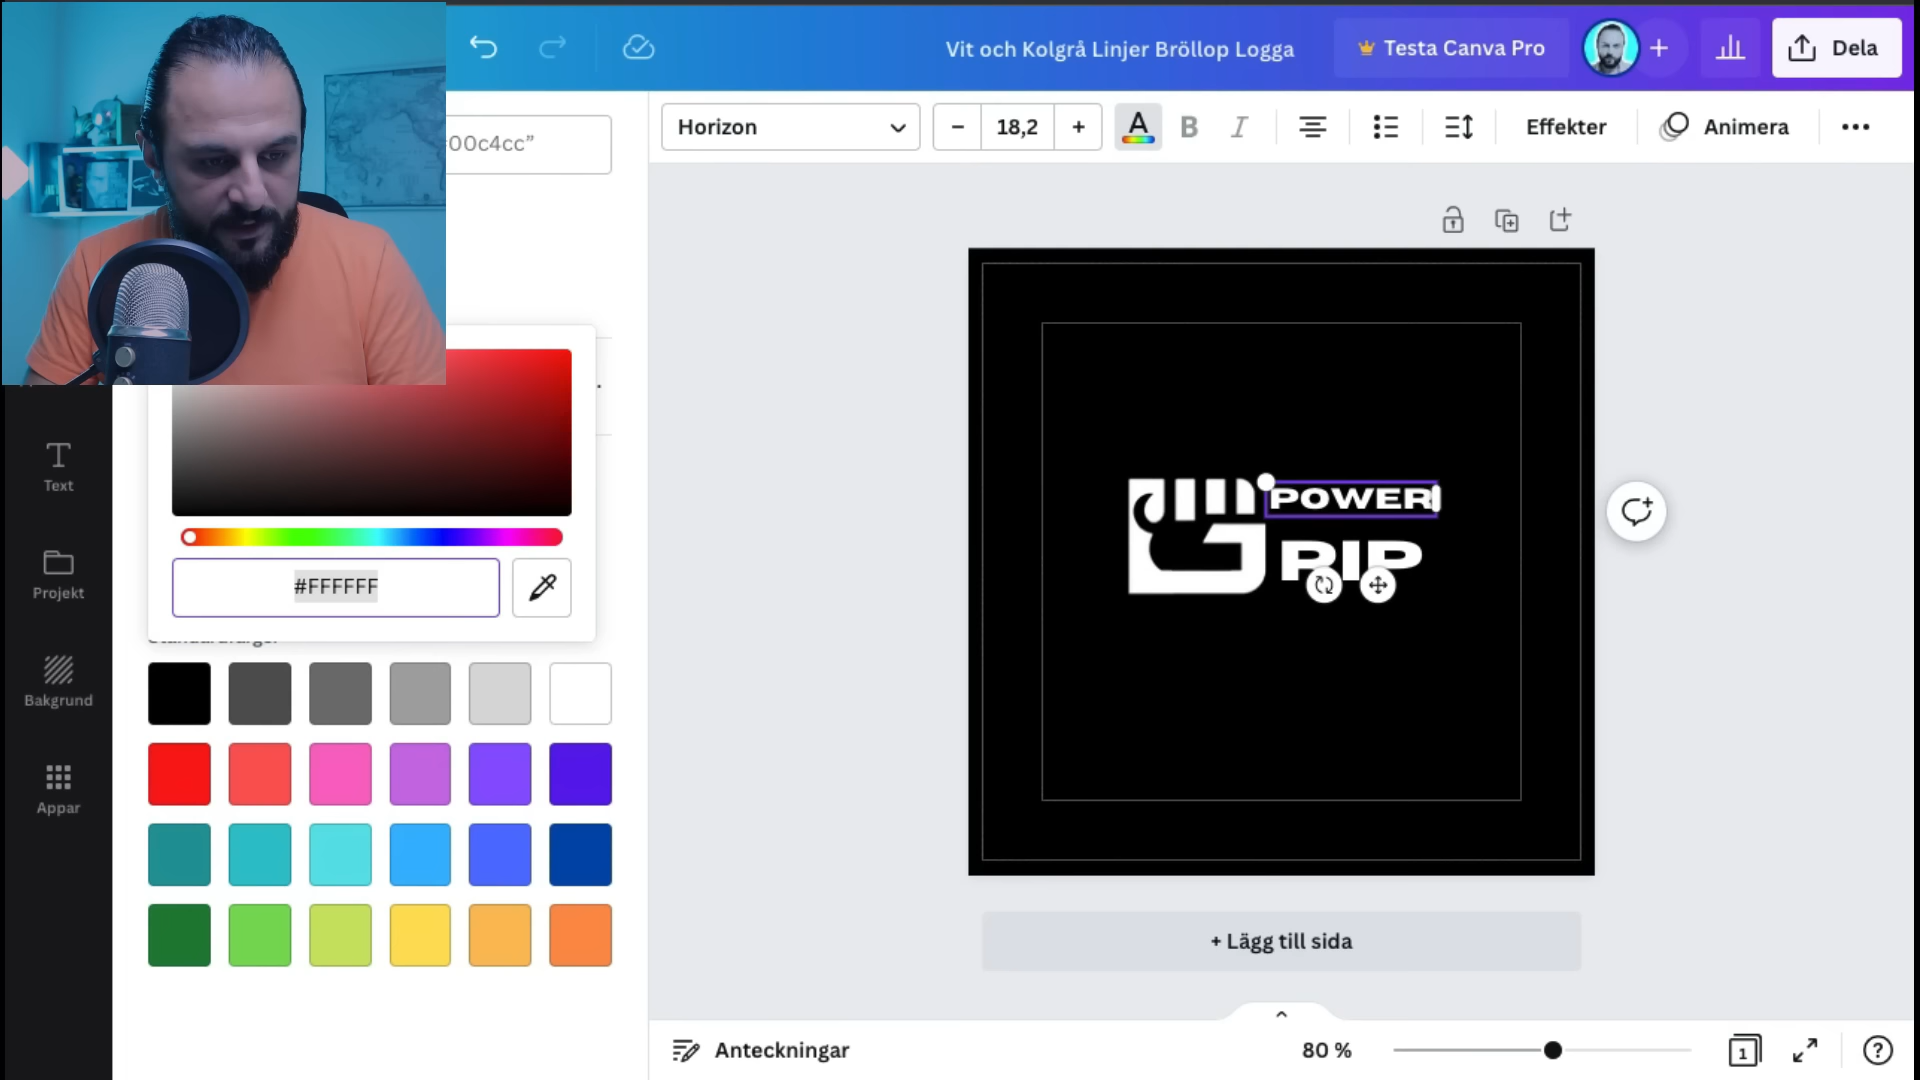 Vit och Kolgrå Linjer Bröllop Logga
Testa Canva Pro
Dela
00c4cc”
Horizon
18,2
A
B
I
Effekter
Animera
Text
Projekt
Bakgrund
Appar
#FFFFFF
POWER
RIP
+ Lägg till sida
Anteckningar
80 %
1